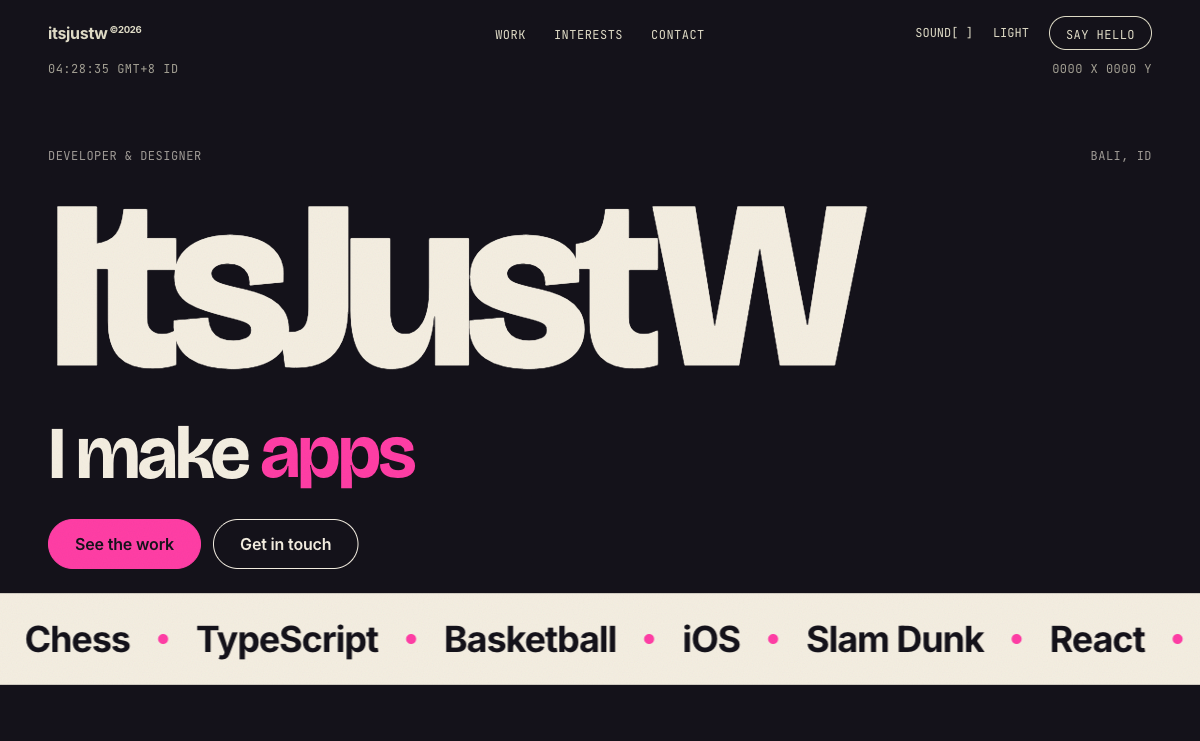 itsjustw ©2026
WORK INTERESTS CONTACT
SOUND[ ] LIGHT SAY HELLO
04:28:35 GMT+8 ID
0000 X 0000 Y
DEVELOPER & DESIGNER
BALI, ID
ItsJustW
I make apps
See the work
Get in touch
Chess • TypeScript • Basketball • iOS • Slam Dunk • React •